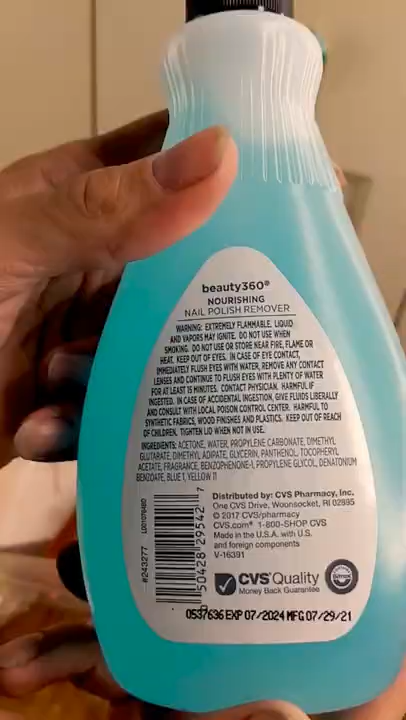 beauty360®
NOURISHING
NAIL POLISH REMOVER
WARNING: EXTREMELY FLAMMABLE. LIQUID
AND VAPORS MAY IGNITE. DO NOT USE WHEN
SMOKING. DO NOT USE OR STORE NEAR FIRE, FLAME OR
HEAT. KEEP OUT OF EYES. IN CASE OF EYE CONTACT,
IMMEDIATELY FLUSH EYES WITH WATER, REMOVE ANY CONTACT
LENSES AND CONTINUE TO FLUSH EYES WITH PLENTY OF WATER
FOR AT LEAST 15 MINUTES. CONTACT PHYSICIAN. HARMFUL IF
INGESTED. IN CASE OF ACCIDENTAL INGESTION, GIVE FLUIDS LIBERALLY
AND CONSULT WITH LOCAL POISON CONTROL CENTER. HARMFUL TO
SYNTHETIC FABRICS, WOOD FINISHES AND PLASTICS. KEEP OUT OF REACH
OF CHILDREN. TIGHTEN LID WHEN NOT IN USE.
INGREDIENTS: ACETONE, WATER, PROPYLENE CARBONATE, DIMETHYL
GLUTARATE, DIMETHYL ADIPATE, GLYCERIN, PANTHENOL, TOCOPHERYL
ACETATE, FRAGRANCE, BENZOPHENONE-1, PROPYLENE GLYCOL, DENATONIUM
BENZOATE, BLUE 1, YELLOW 11
Distributed by: CVS Pharmacy, Inc.
One CVS Drive, Woonsocket, RI 02895
© 2017 CVS/pharmacy
CVS.com® 1-800-SHOP CVS
Made in the U.S.A. with U.S.
and foreign components
V-16391
#243277
50428 29542 7
CVS Quality
Money Back Guarantee
0537636 EXP 07/2024 MFG 07/29/21